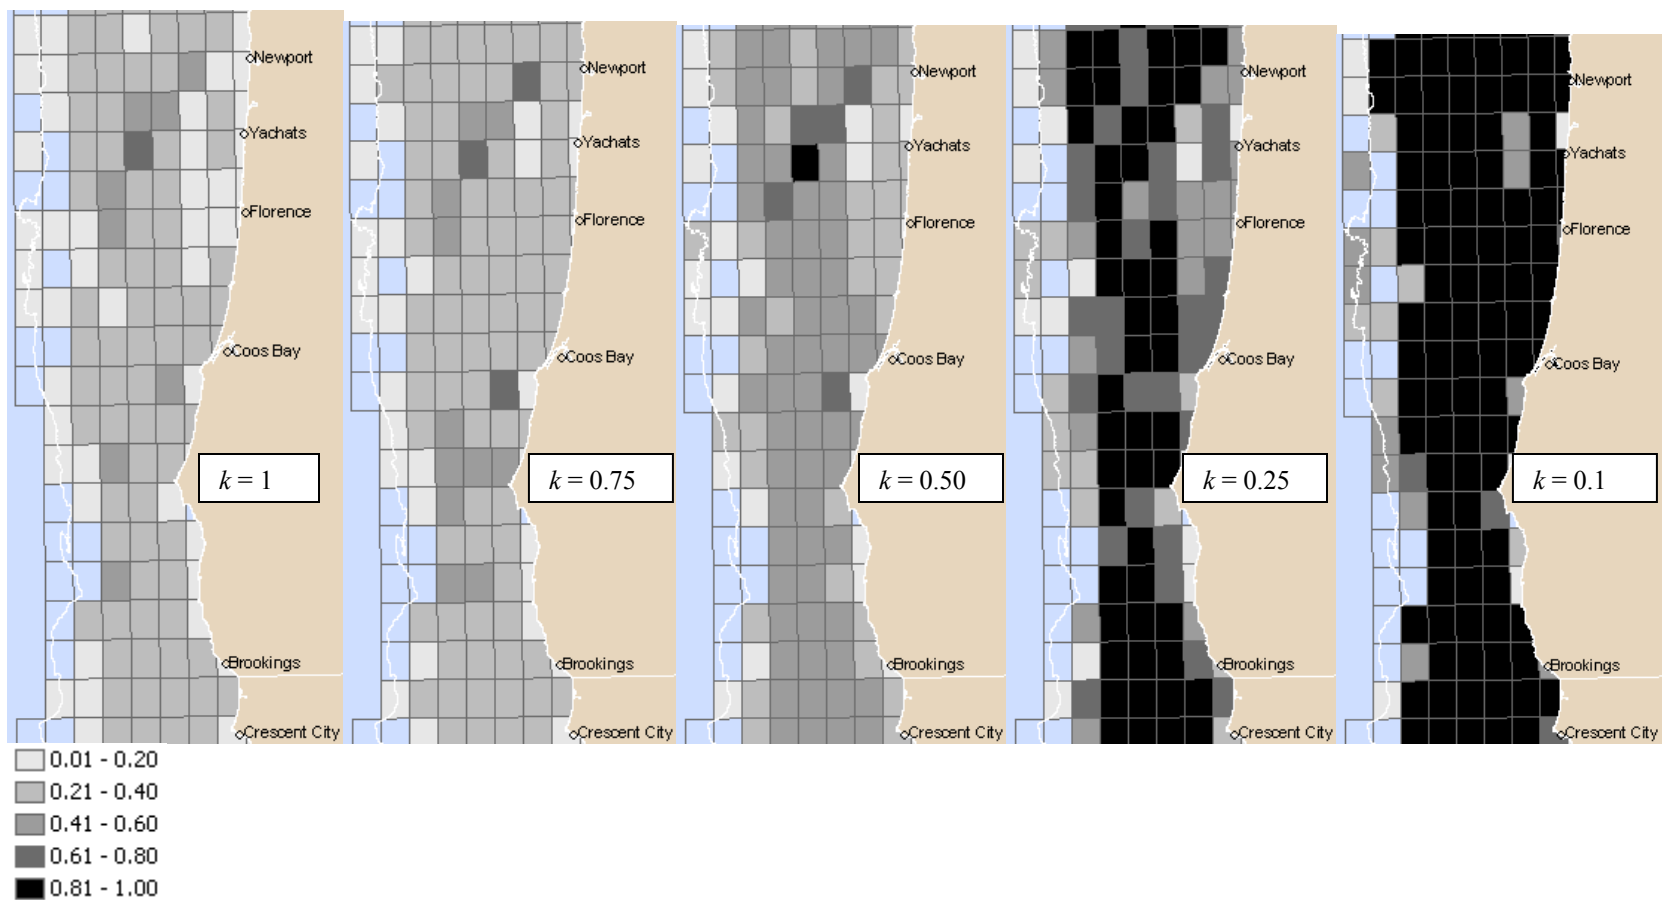 Newport
Yachats
Florence
Coos Bay
k = 1
Brookings
Crescent City
Newport
Yachats
Florence
Coos Bay
k = 0.75
Brookings
Crescent City
Newport
Yachats
Florence
Coos Bay
k = 0.50
Brookings
Crescent City
Newport
Yachats
Florence
Coos Bay
k = 0.25
Brookings
Crescent City
Newport
Yachats
Florence
Coos Bay
k = 0.1
Brookings
Crescent City
0.01 - 0.20
0.21 - 0.40
0.41 - 0.60
0.61 - 0.80
0.81 - 1.00